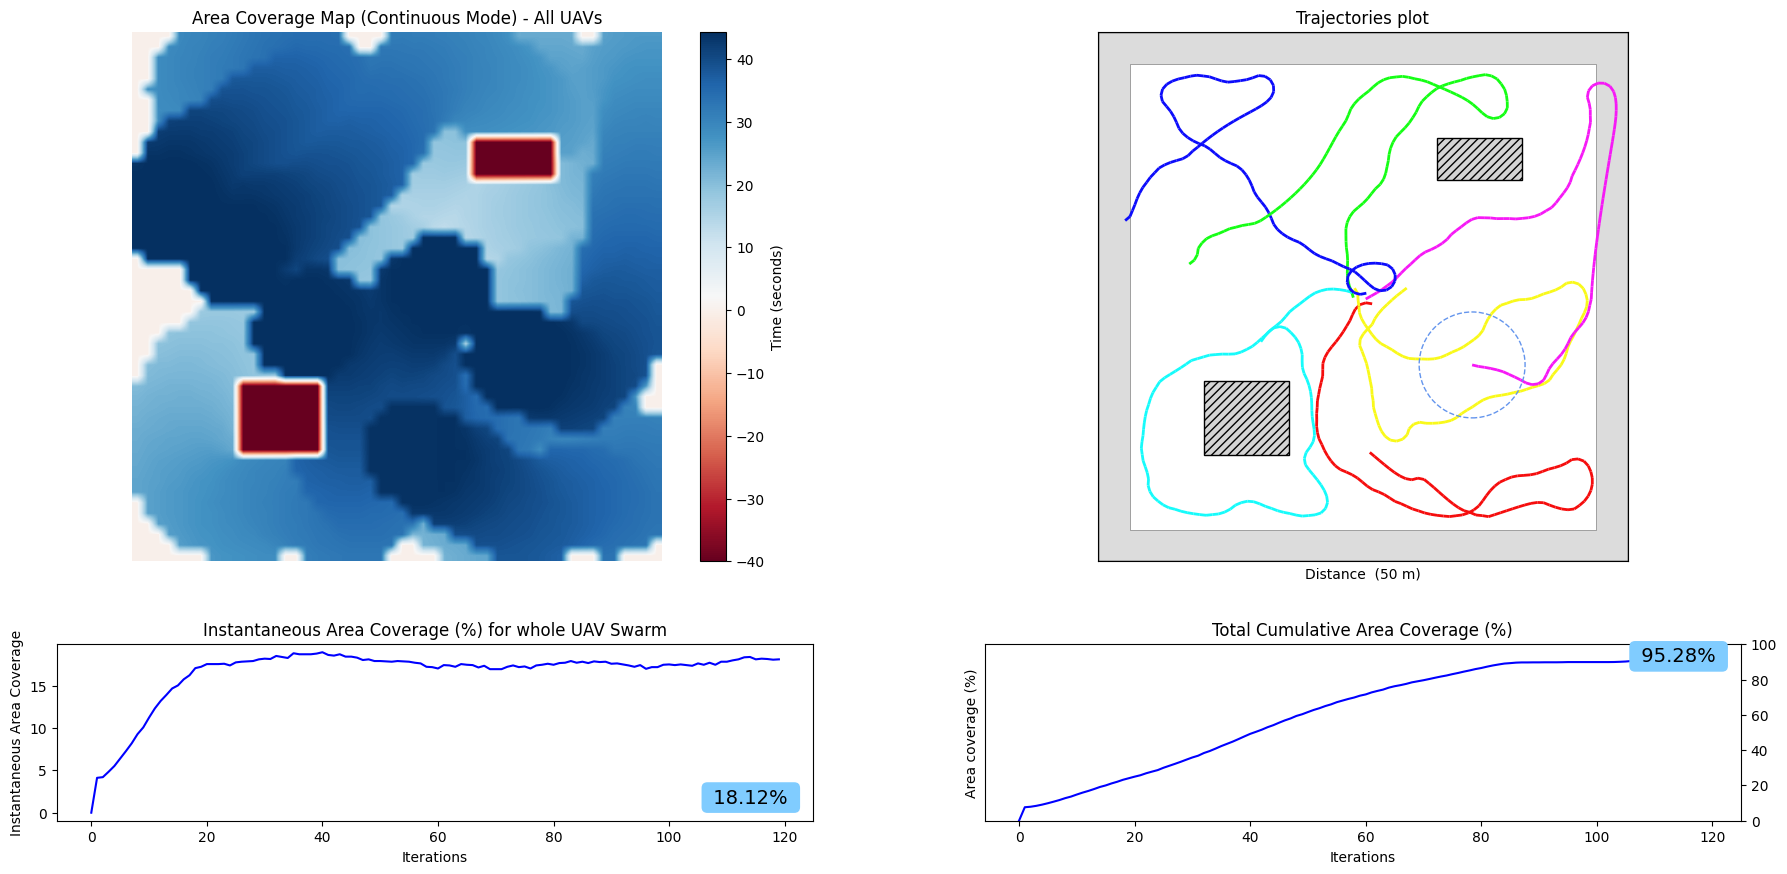 Area Coverage Map (Continuous Mode) - All UAVs
40
30
20
10
0
−10
−20
−30
−40
Time (seconds)
Trajectories plot
Distance  (50 m)
Instantaneous Area Coverage (%) for whole UAV Swarm
Instantaneous Area Coverage
15
10
5
0
18.12%
0 20 40 60 80 100 120
Iterations
Total Cumulative Area Coverage (%)
Area coverage (%)
95.28%
100
80
60
40
20
0
0 20 40 60 80 100 120
Iterations